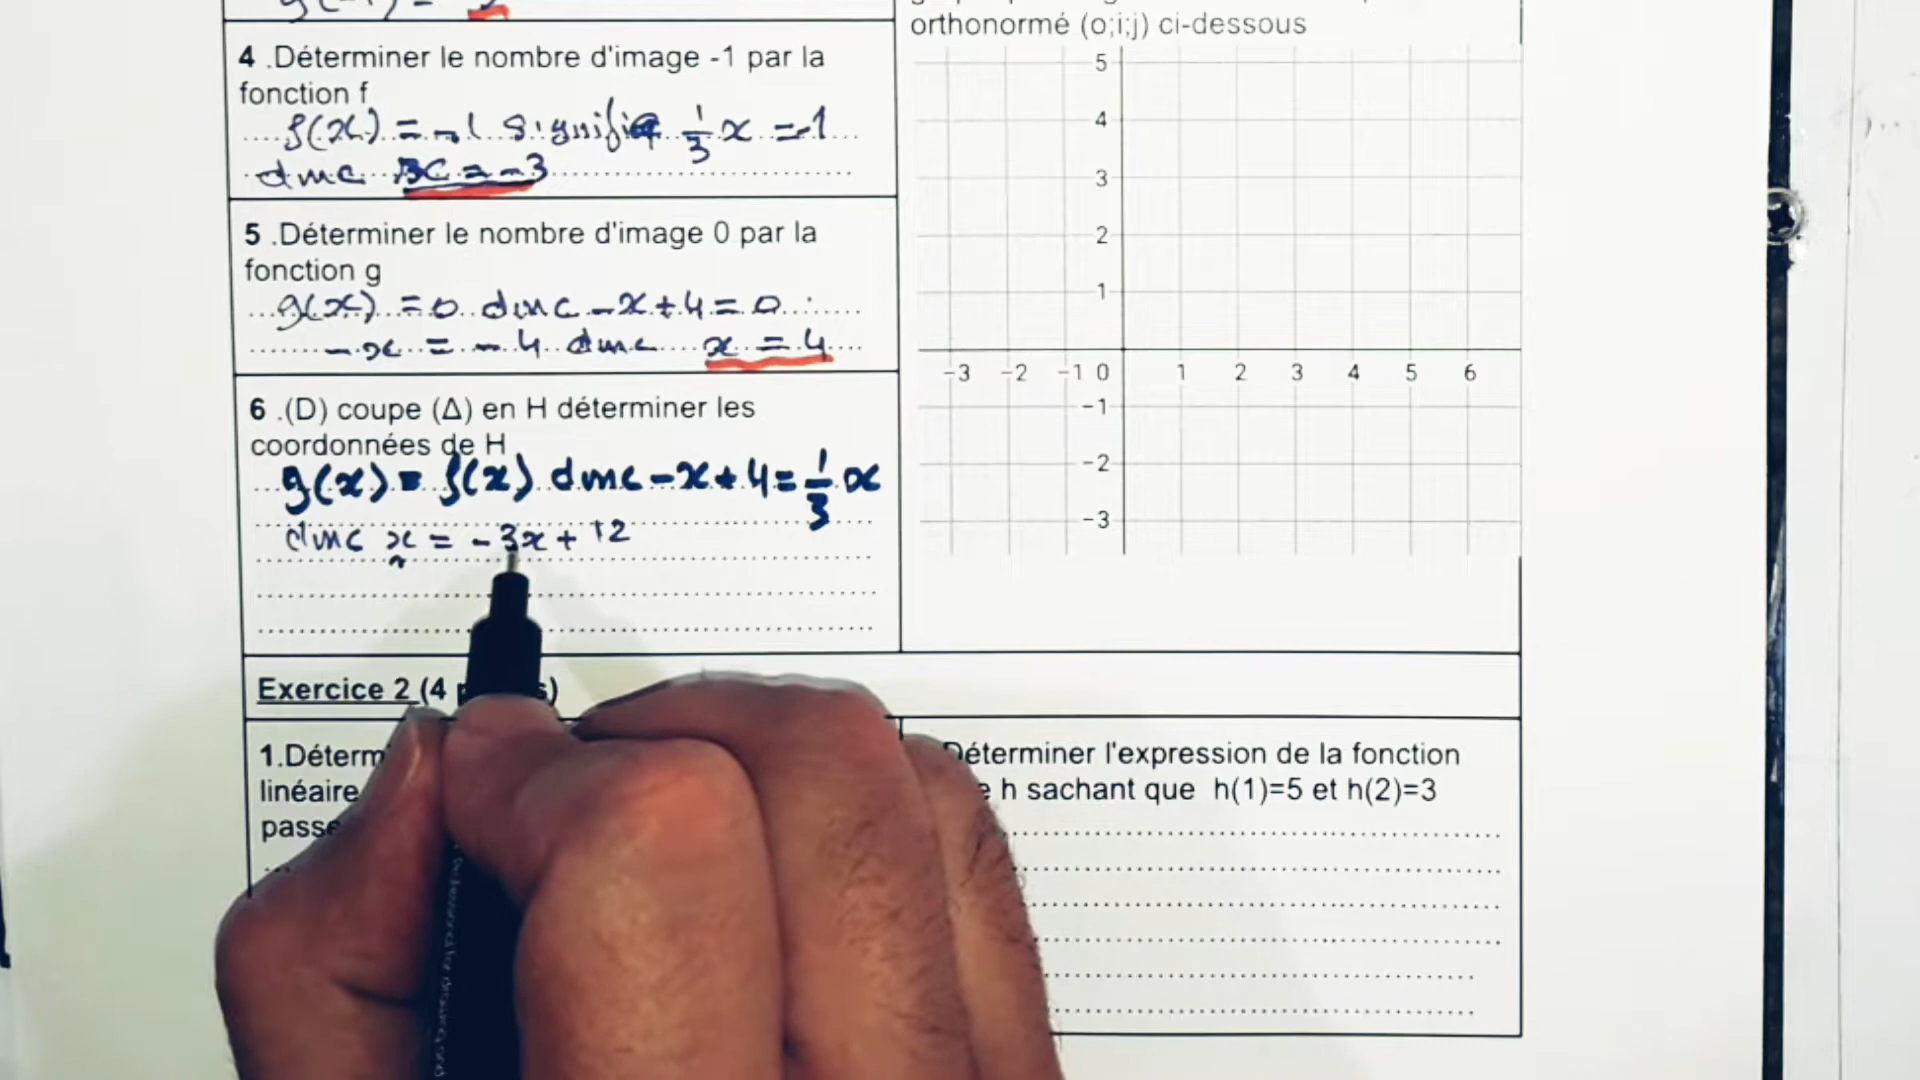 orthonormé (o;i;j) ci-dessous
4 .Déterminer le nombre d'image -1 par la
fonction f
f(x) = -1 signifie 1/3 x = -1
donc x = -3
5 .Déterminer le nombre d'image 0 par la
fonction g
g(x) = 0 donc -x + 4 = 0
-x = -4 donc x = 4
6 .(D) coupe (Δ) en H déterminer les
coordonnées de H
g(x) = f(x) donc -x + 4 = 1/3 x
donc x = -3x + 12
5
4
3
2
1
-3 -2 -1 0 1 2 3 4 5 6
-1
-2
-3
Exercice 2 (4
1.Déterm
linéaire
passe
Déterminer l'expression de la fonction
h sachant que h(1)=5 et h(2)=3